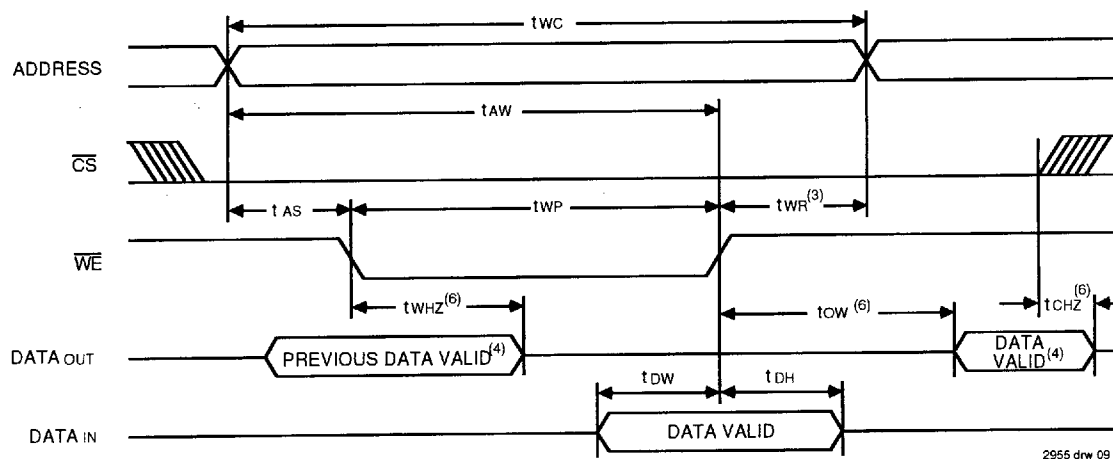 tWC
ADDRESS
tAW
CS
tAS
tWP
tWR(3)
WE
tWHZ(6)
tOW(6)
tCHZ(6)
DATA OUT
PREVIOUS DATA VALID(4)
DATA
VALID(4)
tDW
tDH
DATA IN
DATA VALID
2955 drw 09